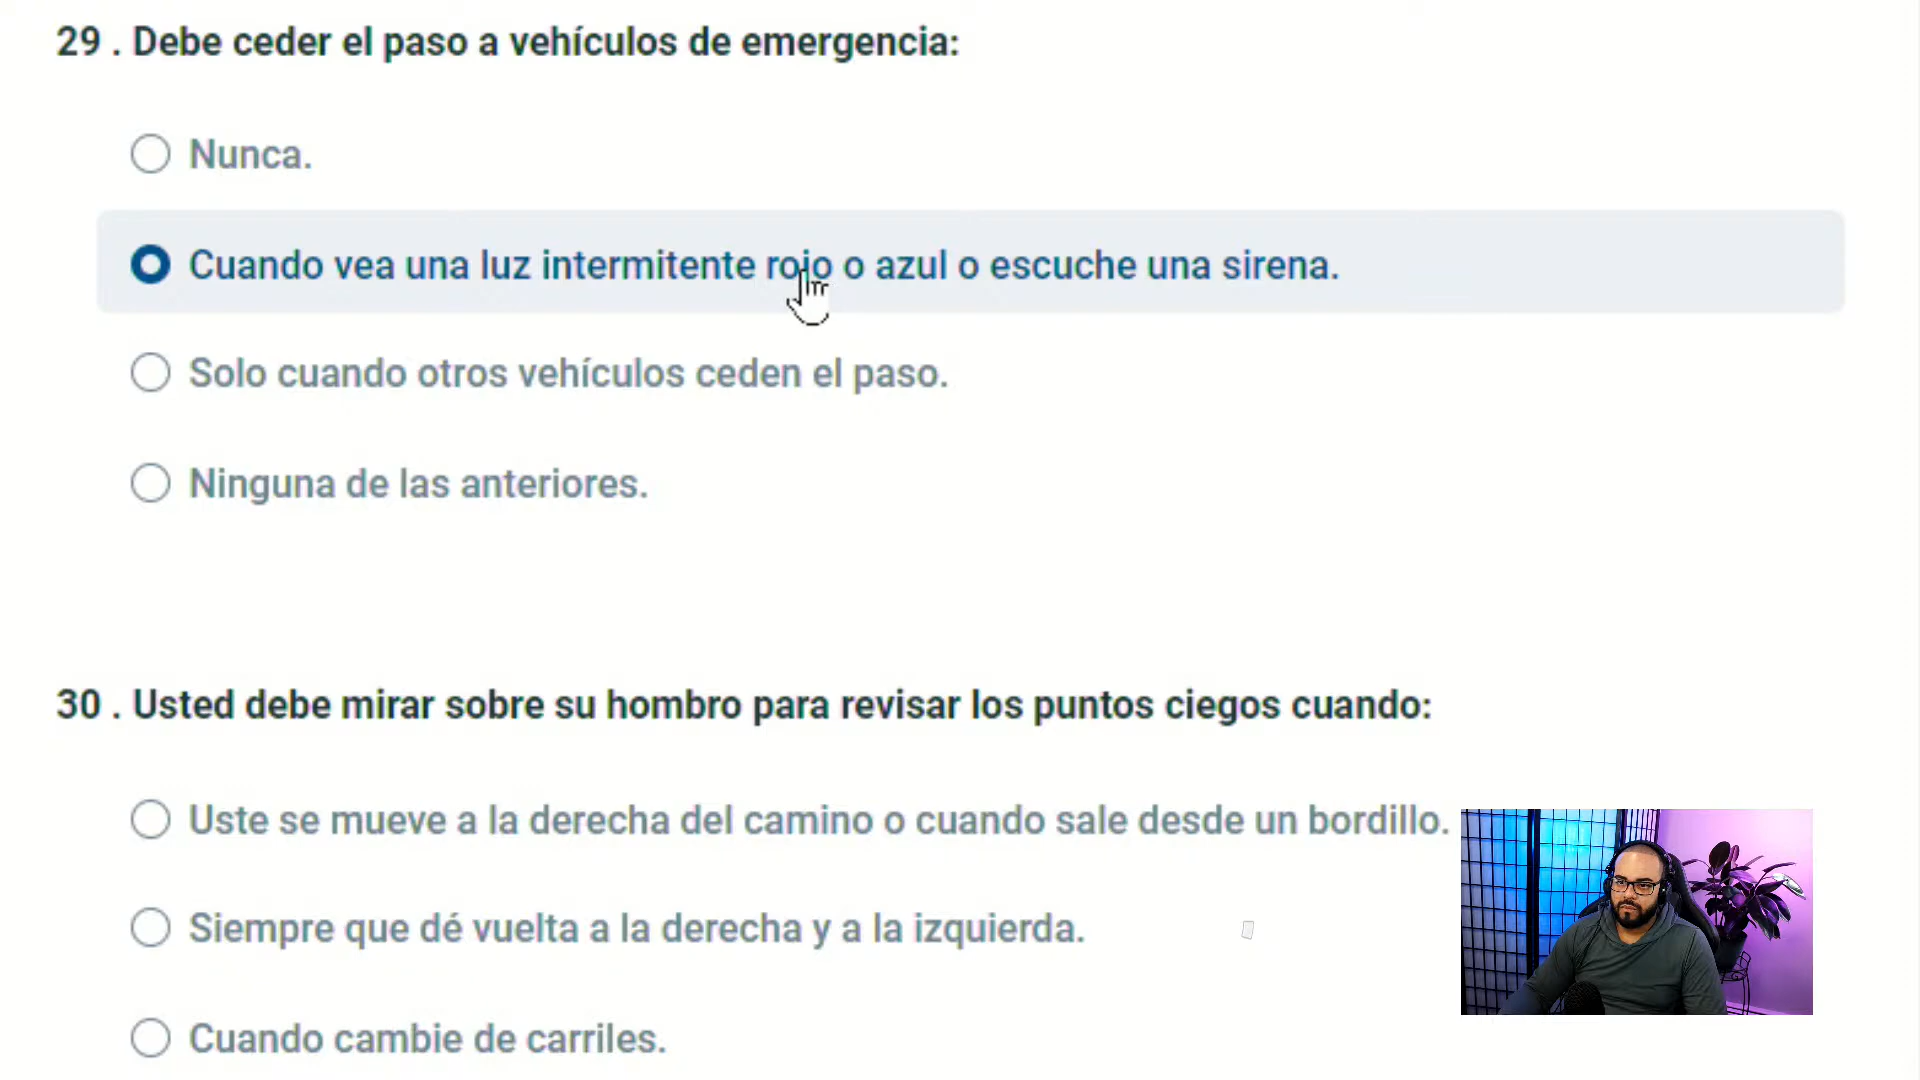 29 . Debe ceder el paso a vehículos de emergencia:
Nunca.
Cuando vea una luz intermitente rojo o azul o escuche una sirena.
Solo cuando otros vehículos ceden el paso.
Ninguna de las anteriores.
30 . Usted debe mirar sobre su hombro para revisar los puntos ciegos cuando:
Uste se mueve a la derecha del camino o cuando sale desde un bordillo.
Siempre que dé vuelta a la derecha y a la izquierda.
Cuando cambie de carriles.